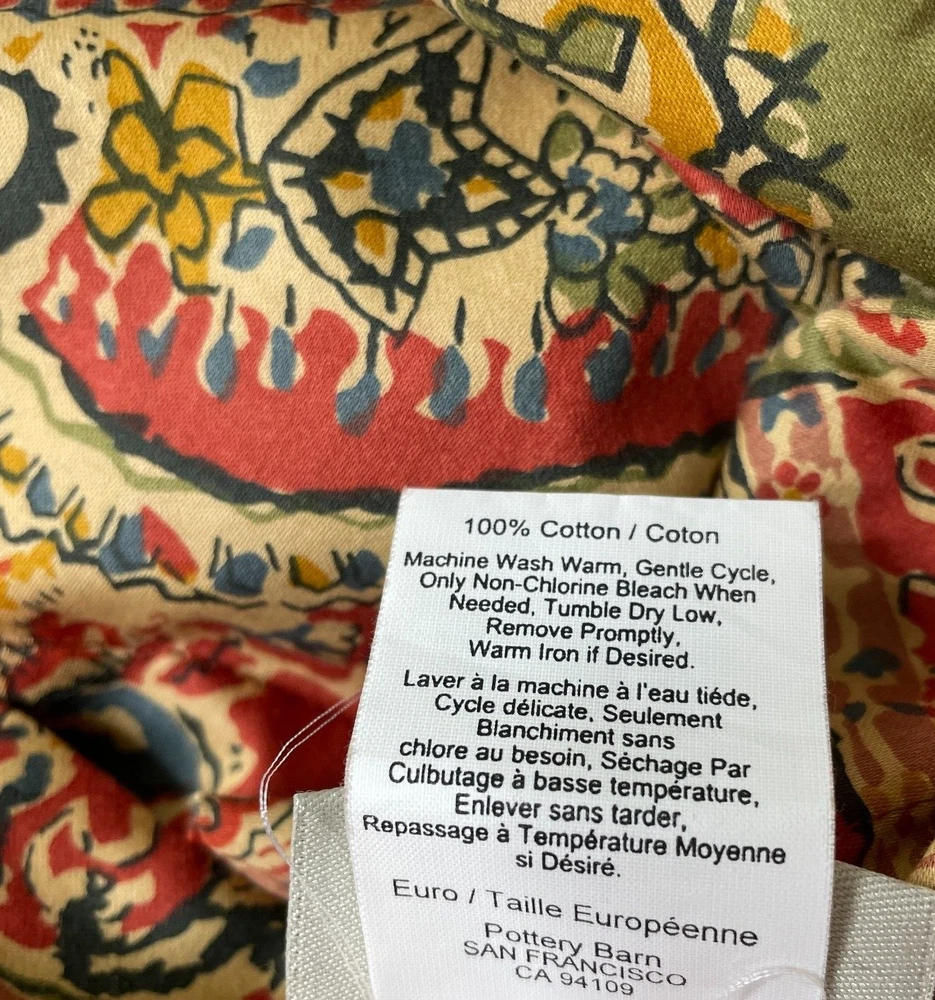 100% Cotton / Coton
Machine Wash Warm, Gentle Cycle,
Only Non-Chlorine Bleach When
Needed, Tumble Dry Low,
Remove Promptly,
Warm Iron if Desired.
Laver à la machine à l'eau tiéde,
Cycle délicate, Seulement
Blanchiment sans
chlore au besoin, Séchage Par
Culbutage à basse température,
Enlever sans tarder,
Repassage à Température Moyenne
si Désiré.
Euro / Taille Européenne
Pottery Barn
SAN FRANCISCO
CA 94109